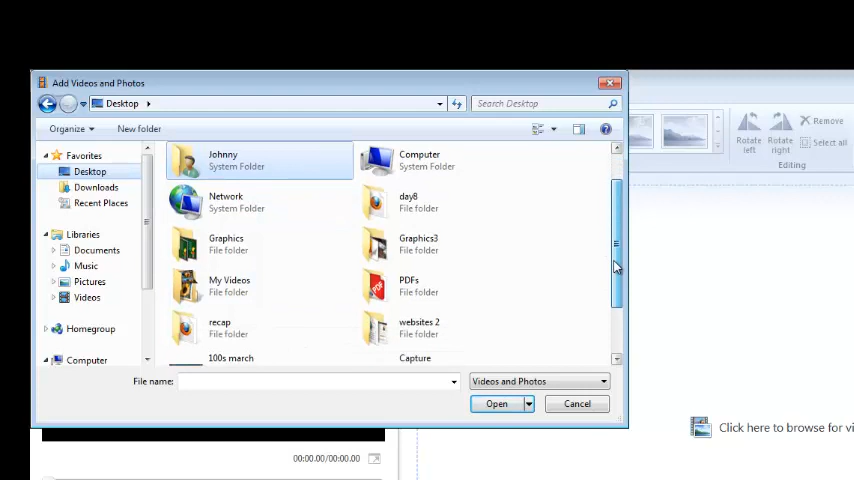 Add Videos and Photos
Desktop
Search Desktop
Organize
New folder
Remove
Rotate left
Rotate right
Select all
Editing
Favorites
Desktop
Downloads
Recent Places
Libraries
Documents
Music
Pictures
Videos
Homegroup
Computer
Johnny
System Folder
Computer
System Folder
Network
System Folder
day8
File folder
Graphics
File folder
Graphics3
File folder
My Videos
File folder
PDFs
File folder
recap
File folder
websites 2
File folder
100s march
Capture
File name:
Videos and Photos
Open
Cancel
Click here to browse for vi
00:00.00/00:00.00